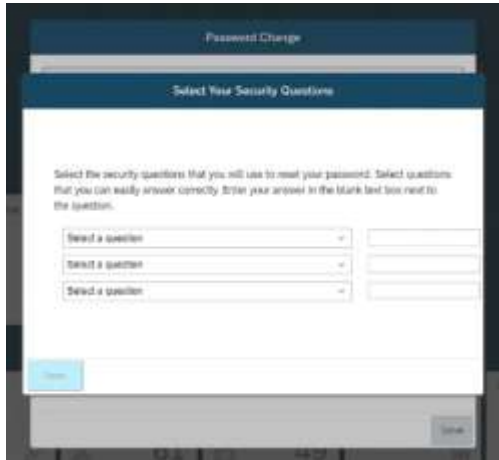 Password Change
Select Your Security Questions
Select the security questions that you will use to reset your password. Select questions
that you can easily answer correctly. Enter your answer in the blank text box next to
the question.
Select a question
Select a question
Select a question
Save
61
49